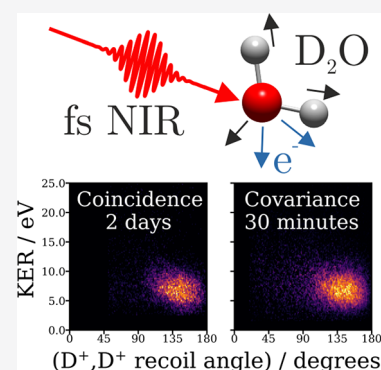 D₂O
fs NIR
e⁻
Coincidence
2 days
Covariance
30 minutes
KER / eV
25.0
20.0
15.0
10.0
5.0
0.0
0 45 90 135 180
0 45 90 135 180
(D⁺,D⁺ recoil angle) / degrees